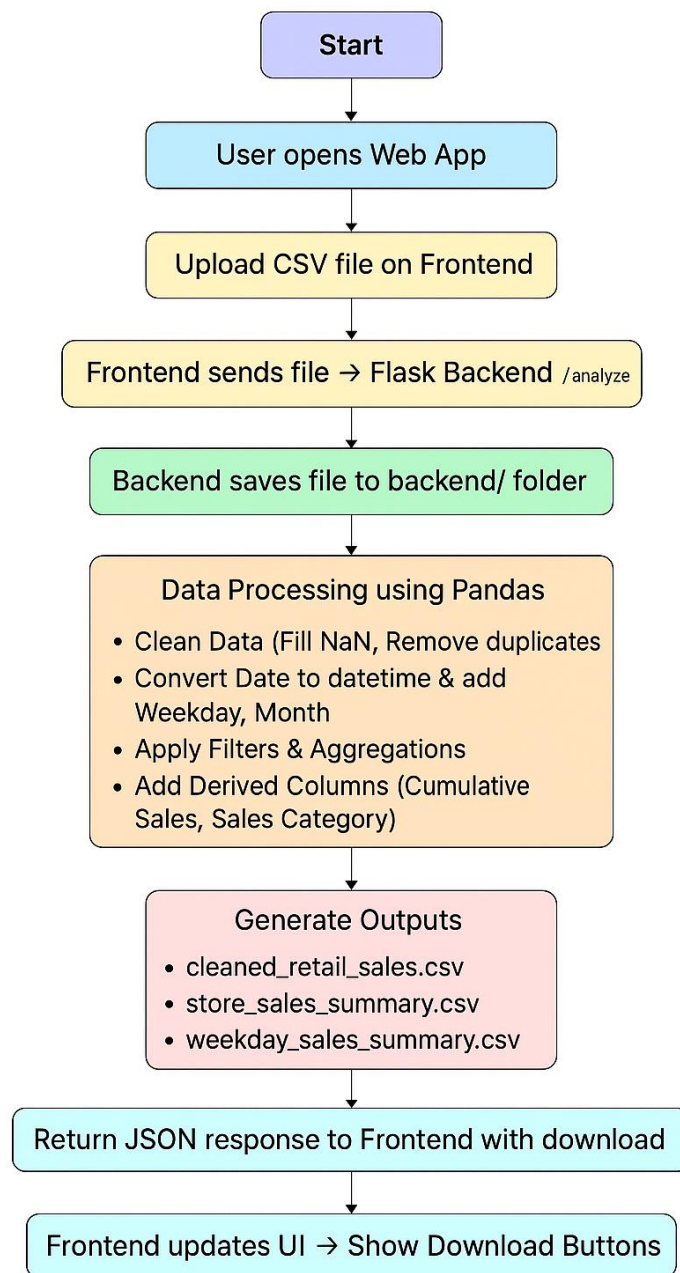 Start
User opens Web App
Upload CSV file on Frontend
Frontend sends file → Flask Backend /analyze
Backend saves file to backend/ folder
Data Processing using Pandas
• Clean Data (Fill NaN, Remove duplicates
• Convert Date to datetime & add
Weekday, Month
• Apply Filters & Aggregations
• Add Derived Columns (Cumulative
Sales, Sales Category)
Generate Outputs
• cleaned_retail_sales.csv
• store_sales_summary.csv
• weekday_sales_summary.csv
Return JSON response to Frontend with download
Frontend updates UI → Show Download Buttons